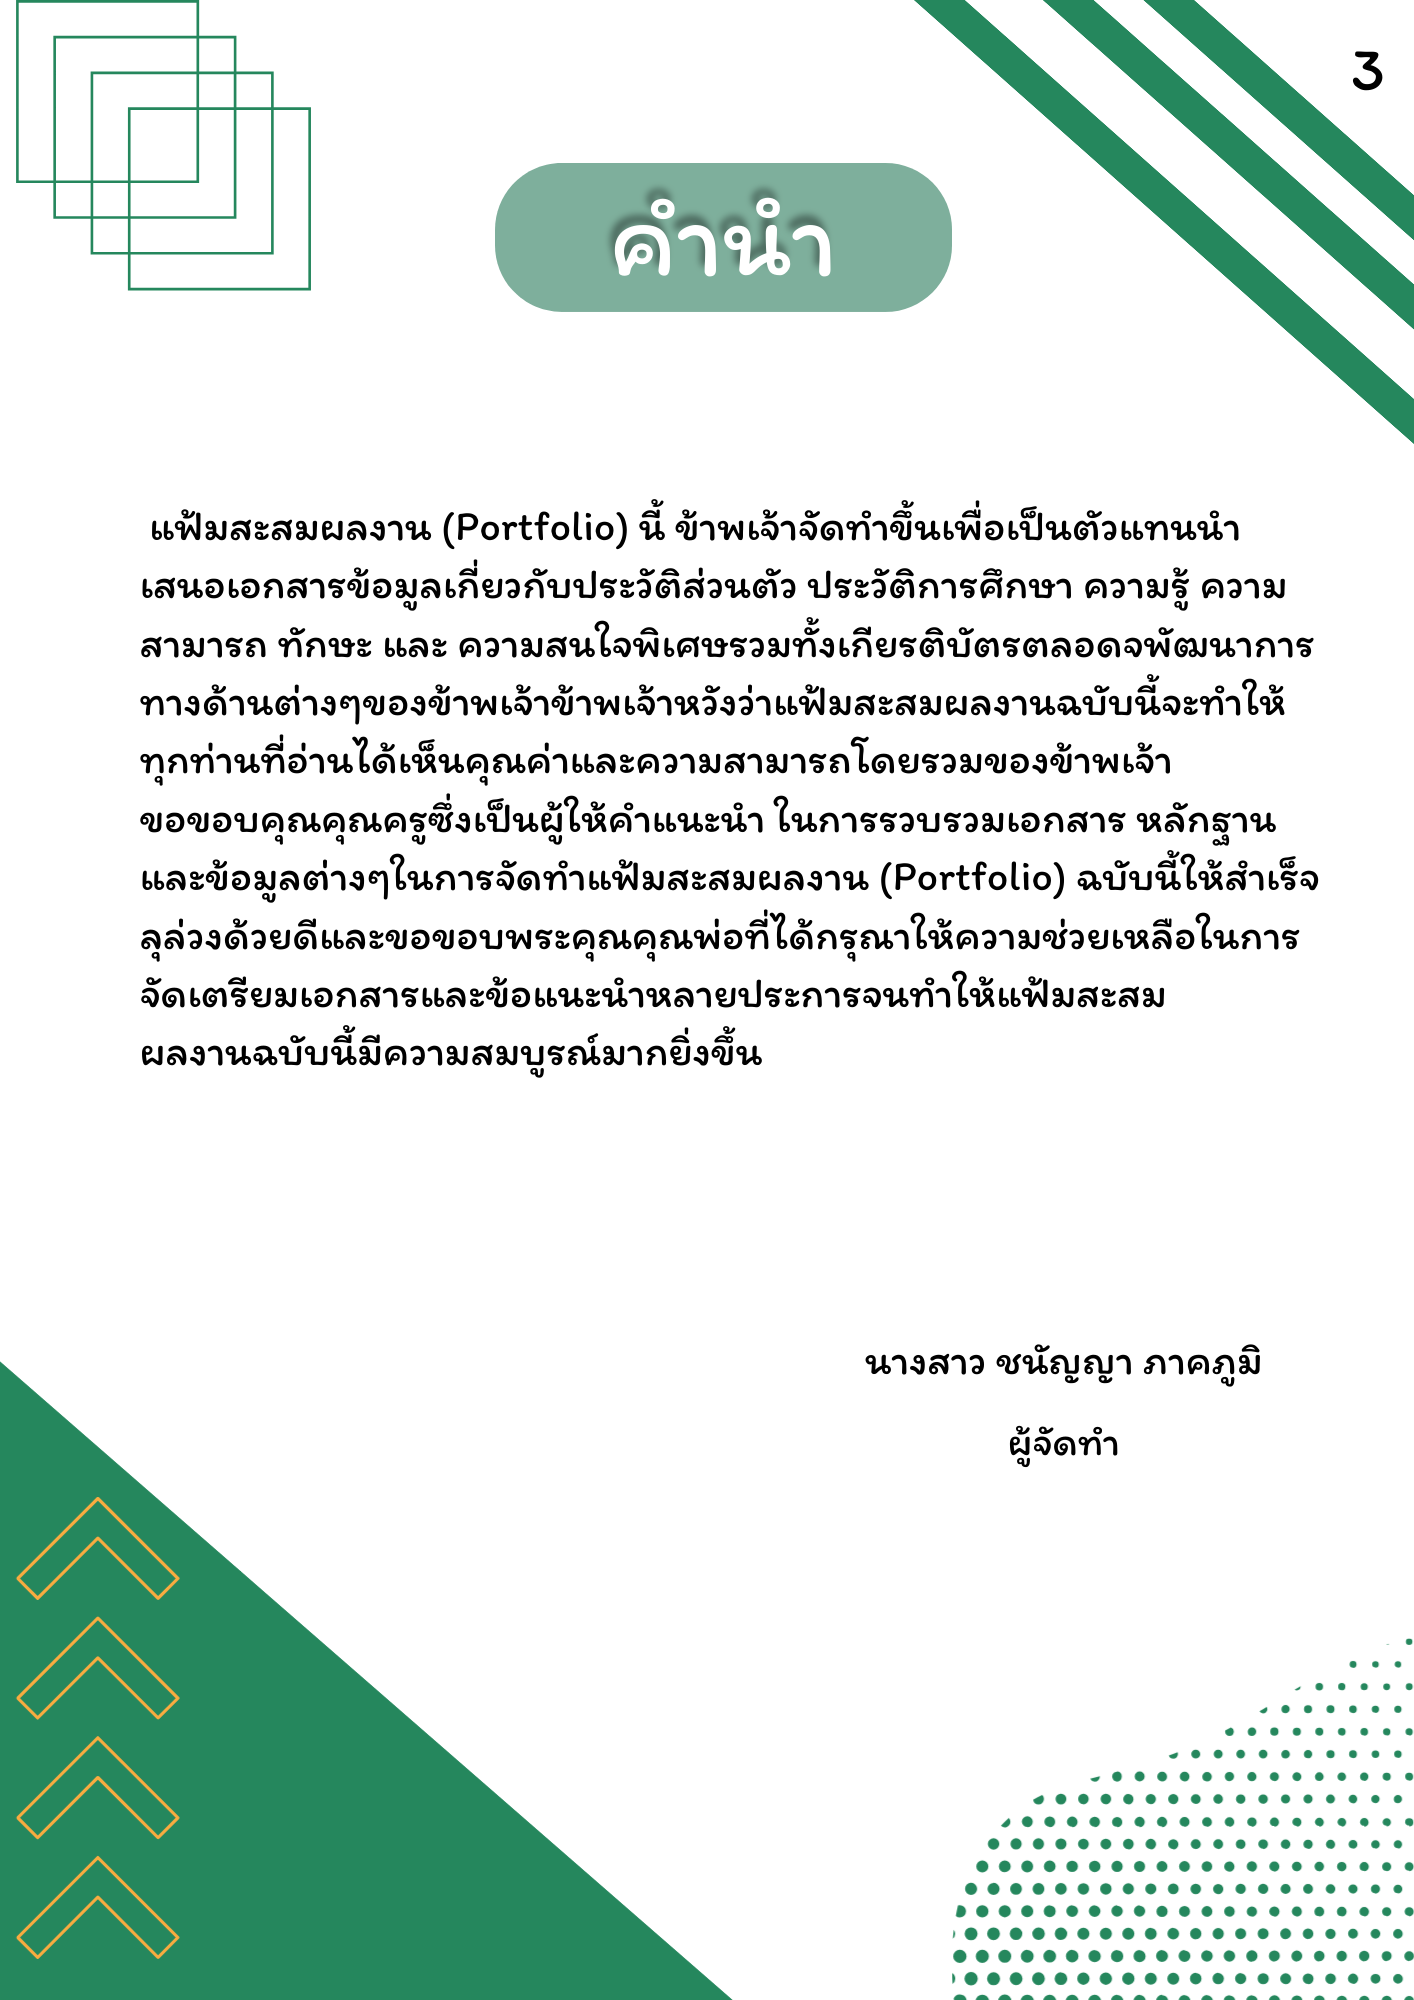 3
คำนำ
แฟ้มสะสมผลงาน (Portfolio) นี้ ข้าพเจ้าจัดทำขึ้นเพื่อเป็นตัวแทนนำ
เสนอเอกสารข้อมูลเกี่ยวกับประวัติส่วนตัว ประวัติการศึกษา ความรู้ ความ
สามารถ ทักษะ และ ความสนใจพิเศษรวมทั้งเกียรติบัตรตลอดจพัฒนาการ
ทางด้านต่างๆของข้าพเจ้าข้าพเจ้าหวังว่าแฟ้มสะสมผลงานฉบับนี้จะทำให้
ทุกท่านที่อ่านได้เห็นคุณค่าและความสามารถโดยรวมของข้าพเจ้า
ขอขอบคุณคุณครูซึ่งเป็นผู้ให้คำแนะนำ ในการรวบรวมเอกสาร หลักฐาน
และข้อมูลต่างๆในการจัดทำแฟ้มสะสมผลงาน (Portfolio) ฉบับนี้ให้สำเร็จ
ลุล่วงด้วยดีและขอขอบพระคุณคุณพ่อที่ได้กรุณาให้ความช่วยเหลือในการ
จัดเตรียมเอกสารและข้อแนะนำหลายประการจนทำให้แฟ้มสะสม
ผลงานฉบับนี้มีความสมบูรณ์มากยิ่งขึ้น
นางสาว ชนัญญา ภาคภูมิ
ผู้จัดทำ